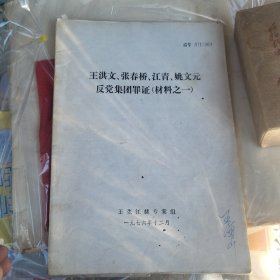 王洪文、张春桥、江青、姚文元
反党集团罪证(材料之一)
王张江姚专案组
一九七六年十二月